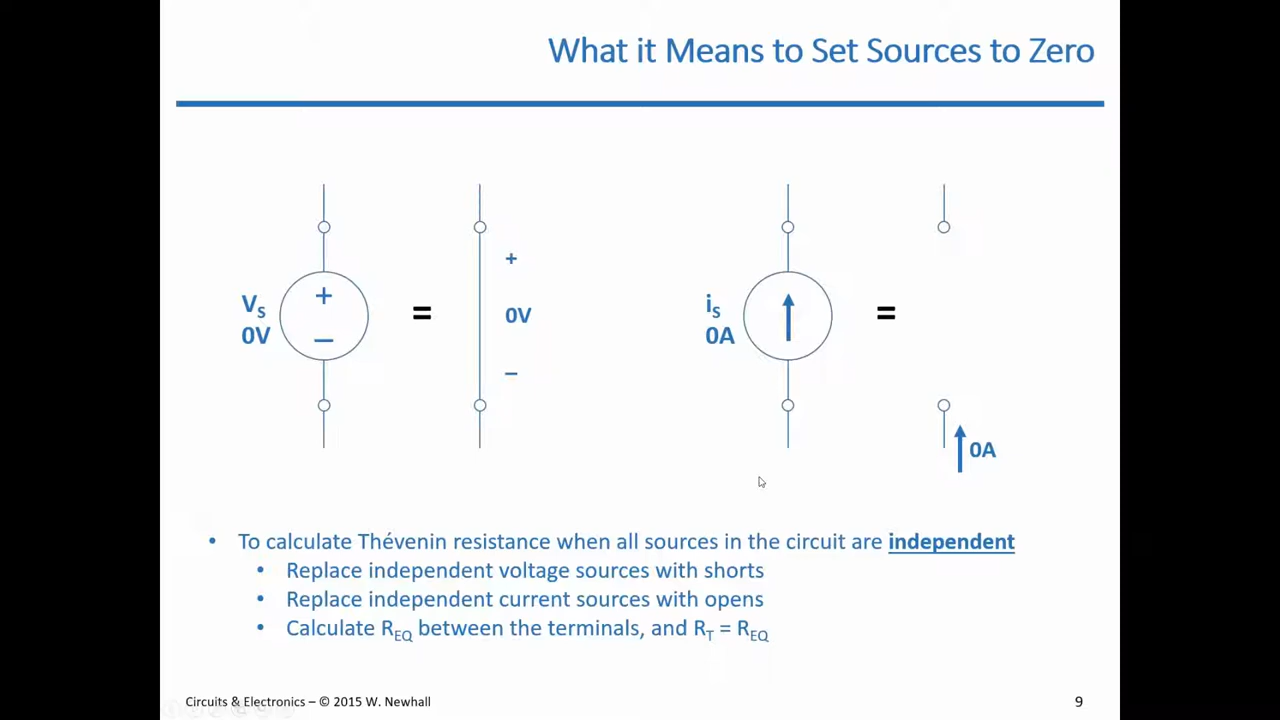 What it Means to Set Sources to Zero
Vs
0V
+
–
=
+
0V
–
is
0A
=
0A
• To calculate Thévenin resistance when all sources in the circuit are independent
• Replace independent voltage sources with shorts
• Replace independent current sources with opens
• Calculate REQ between the terminals, and RT = REQ
Circuits & Electronics – © 2015 W. Newhall
9